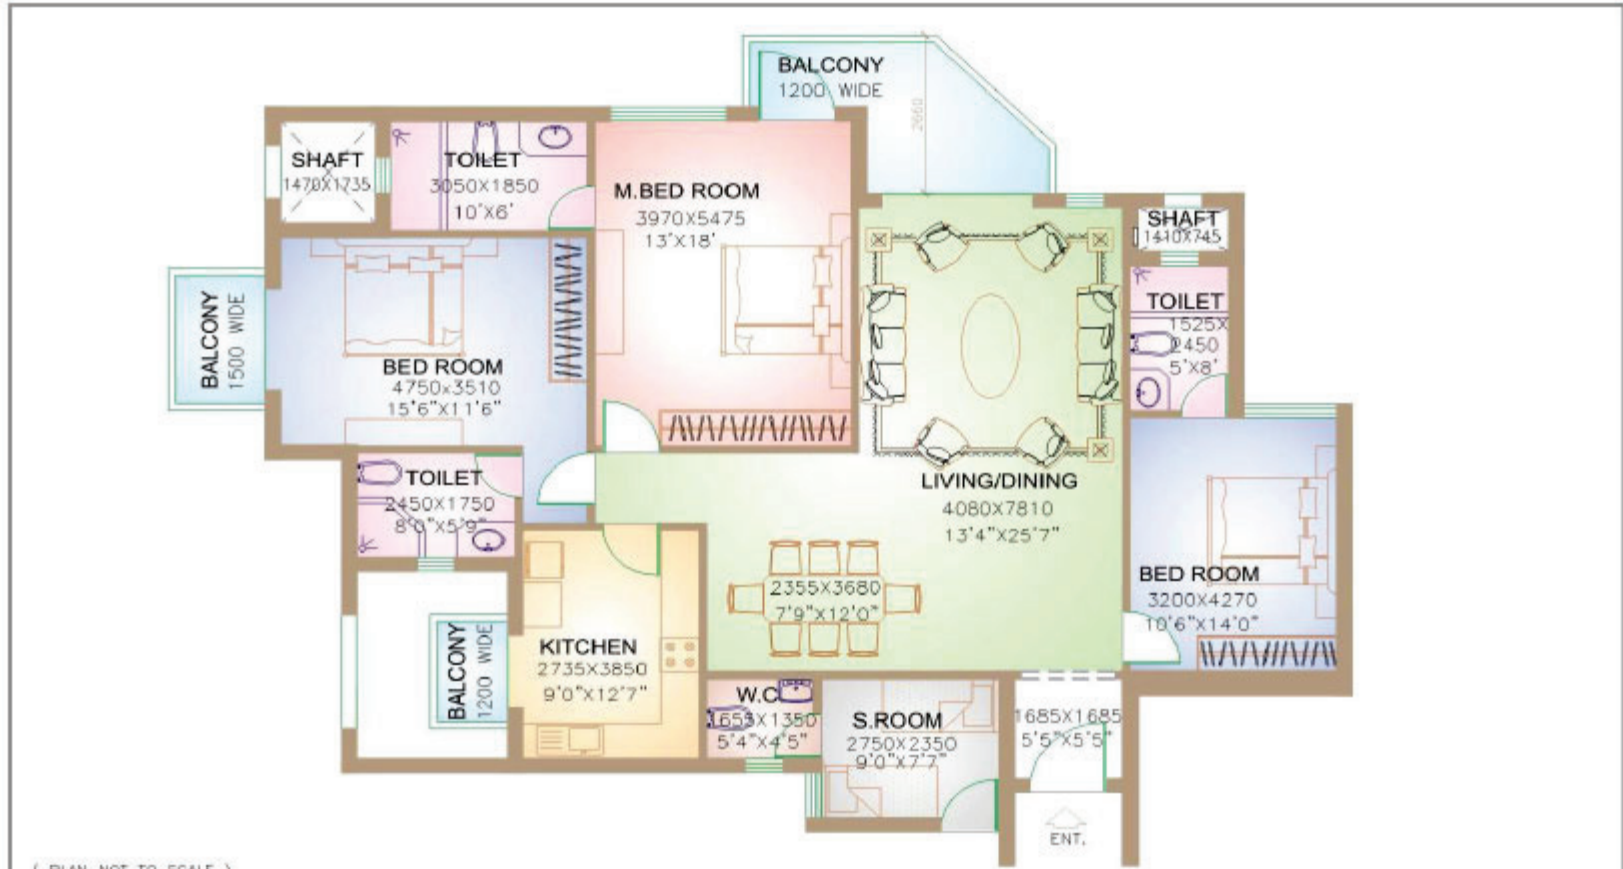 BALCONY
1200 WIDE
2660
SHAFT
1470X1735
TOILET
3050X1850
10'X6'
M.BED ROOM
3970X5475
13'X18'
SHAFT
1410X745
TOILET
1525X
2450
5'X8'
BALCONY
1500 WIDE
BED ROOM
4750x3510
15'6"X11'6"
TOILET
2450X1750
8'0"X5'9"
LIVING/DINING
4080X7810
13'4"X25'7"
2355X3680
7'9"X12'0"
BED ROOM
3200X4270
10'6"X14'0"
BALCONY
1200 WIDE
KITCHEN
2735X3850
9'0"X12'7"
W.C
1655X1350
5'4"X4'5"
S.ROOM
2750X2350
9'0"X7'7"
1685X1685
5'5"X5'5"
ENT.
( PLAN NOT TO SCALE )